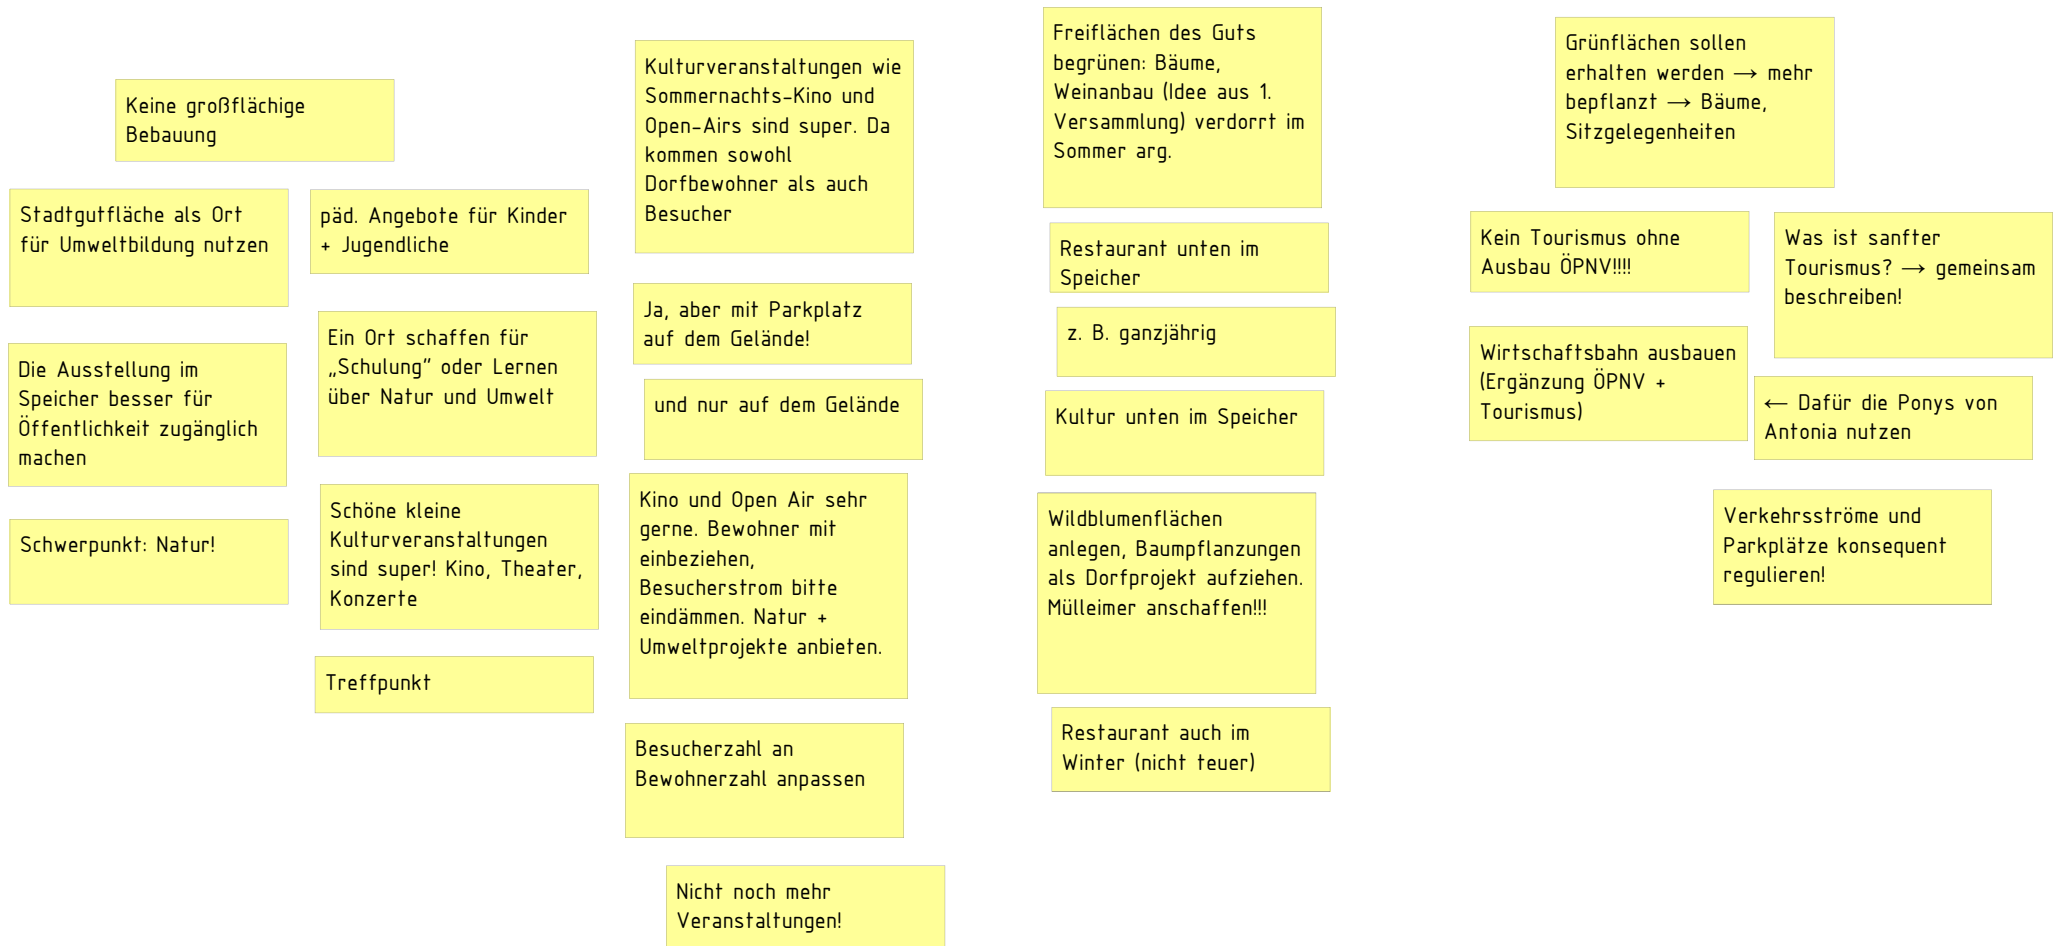 Keine großflächige
Bebauung
Stadtgutfläche als Ort
für Umweltbildung nutzen
Die Ausstellung im
Speicher besser für
Öffentlichkeit zugänglich
machen
Schwerpunkt: Natur!
päd. Angebote für Kinder
+ Jugendliche
Ein Ort schaffen für
„Schulung" oder Lernen
über Natur und Umwelt
Schöne kleine
Kulturveranstaltungen
sind super! Kino, Theater,
Konzerte
Treffpunkt
Kulturveranstaltungen wie
Sommernachts-Kino und
Open-Airs sind super. Da
kommen sowohl
Dorfbewohner als auch
Besucher
Ja, aber mit Parkplatz
auf dem Gelände!
und nur auf dem Gelände
Kino und Open Air sehr
gerne. Bewohner mit
einbeziehen,
Besucherstrom bitte
eindämmen. Natur +
Umweltprojekte anbieten.
Besucherzahl an
Bewohnerzahl anpassen
Nicht noch mehr
Veranstaltungen!
Freiflächen des Guts
begrünen: Bäume,
Weinanbau (Idee aus 1.
Versammlung) verdorrt im
Sommer arg.
Restaurant unten im
Speicher
z. B. ganzjährig
Kultur unten im Speicher
Wildblumenflächen
anlegen, Baumpflanzungen
als Dorfprojekt aufziehen.
Mülleimer anschaffen!!!
Restaurant auch im
Winter (nicht teuer)
Grünflächen sollen
erhalten werden → mehr
bepflanzt → Bäume,
Sitzgelegenheiten
Kein Tourismus ohne
Ausbau ÖPNV!!!!
Was ist sanfter
Tourismus? → gemeinsam
beschreiben!
Wirtschaftsbahn ausbauen
(Ergänzung ÖPNV +
Tourismus)
← Dafür die Ponys von
Antonia nutzen
Verkehrsströme und
Parkplätze konsequent
regulieren!